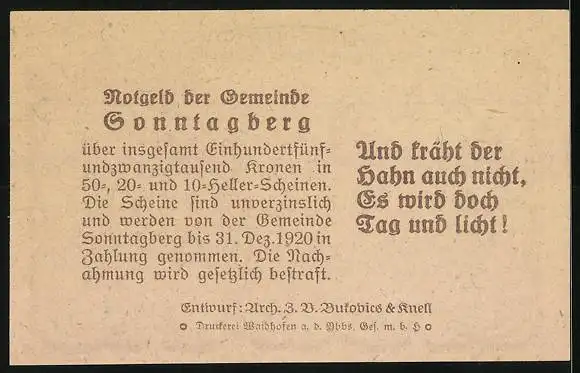 Notgeld der Gemeinde
Sonntagberg
über insgesamt Einhundertfünf-
undzwanzigtausend Kronen in
50-, 20- und 10-Heller-Scheinen.
Die Scheine sind unverzinslich
und werden von der Gemeinde
Sonntagberg bis 31. Dez. 1920 in
Zahlung genommen. Die Nach-
ahmung wird gesetzlich bestraft.
Und kräht der
Hahn auch nicht,
Es wird doch
Tag und licht!
Entwurf: Arch. J. V. Bukovics & Knell
Druckerei Waidhofen a. d. Ybbs. Ges. m. b. H